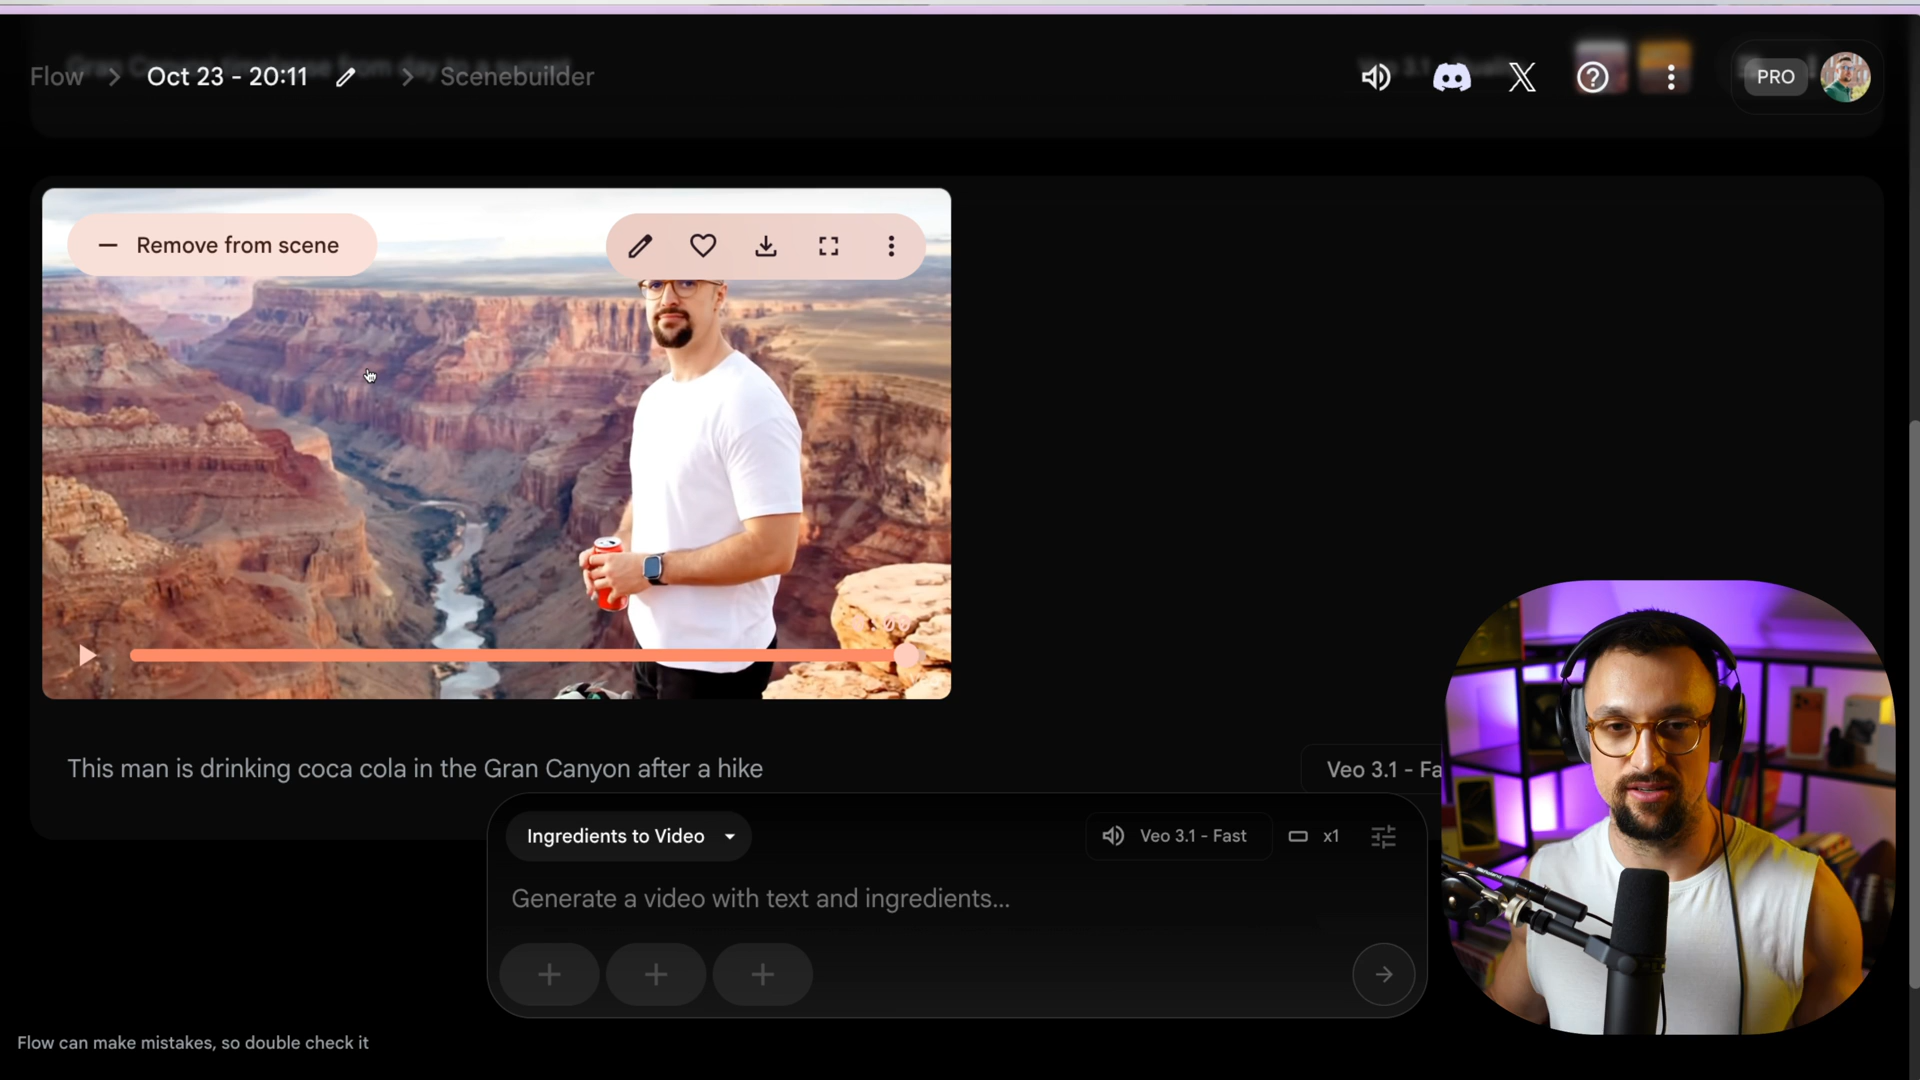 Flow > Oct 23 - 20:11 > Scenebuilder
PRO
Remove from scene
This man is drinking coca cola in the Gran Canyon after a hike
Veo 3.1 - Fa
Ingredients to Video
Veo 3.1 - Fast
x1
Generate a video with text and ingredients...
Flow can make mistakes, so double check it